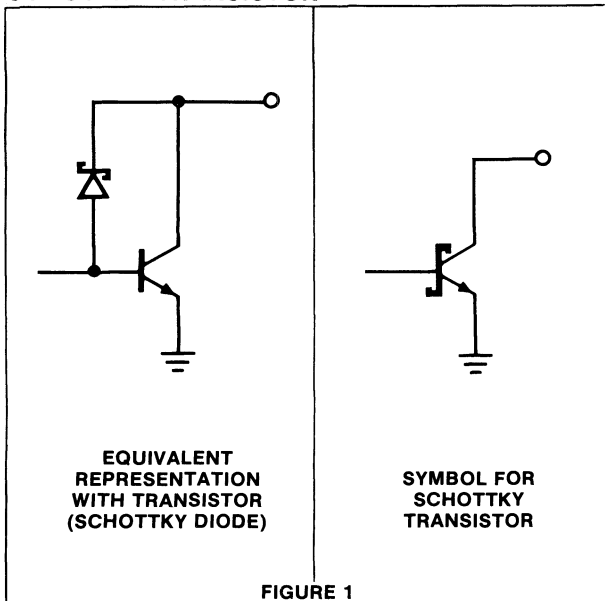 EQUIVALENT
REPRESENTATION
WITH TRANSISTOR
(SCHOTTKY DIODE)
SYMBOL FOR
SCHOTTKY
TRANSISTOR
FIGURE 1